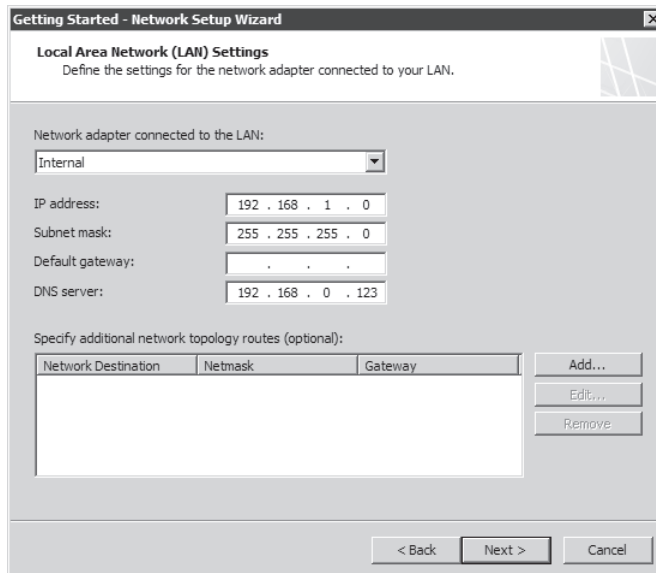 Getting Started - Network Setup Wizard
Local Area Network (LAN) Settings
Define the settings for the network adapter connected to your LAN.
Network adapter connected to the LAN:
Internal
IP address: 192 . 168 . 1 . 0
Subnet mask: 255 . 255 . 255 . 0
Default gateway: . . .
DNS server: 192 . 168 . 0 . 123
Specify additional network topology routes (optional):
Network Destination Netmask Gateway Add...
Edit...
Remove
< Back Next > Cancel